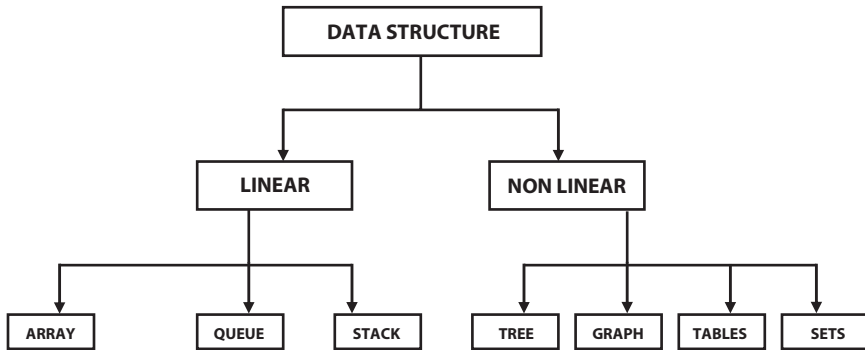 DATA STRUCTURE
LINEAR
NON LINEAR
ARRAY
QUEUE
STACK
TREE
GRAPH
TABLES
SETS